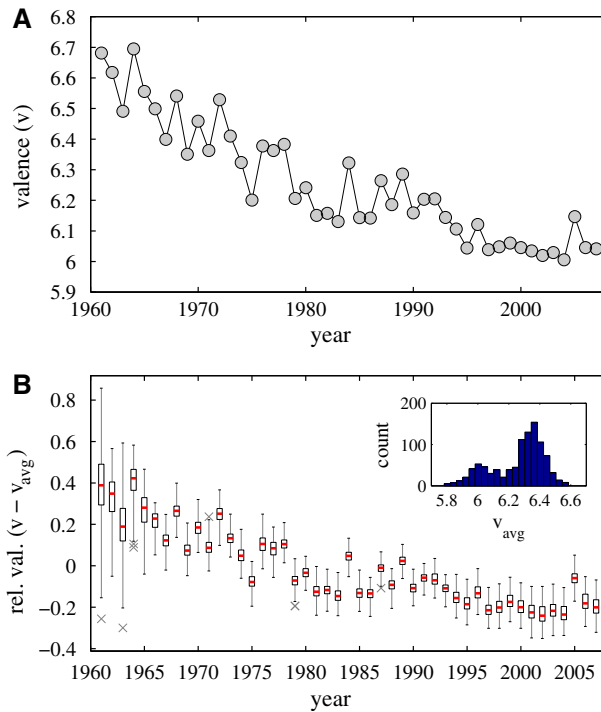 A
6.8
6.7
6.6
6.5
6.4
6.3
6.2
6.1
6
5.9
valence (v)
1960 1970 1980 1990 2000
year
B
0.8
0.6
0.4
0.2
0
−0.2
−0.4
rel. val. (v − vavg)
200
100
0
count
5.8 6 6.2 6.4 6.6
vavg
1960 1965 1970 1975 1980 1985 1990 1995 2000 2005
year